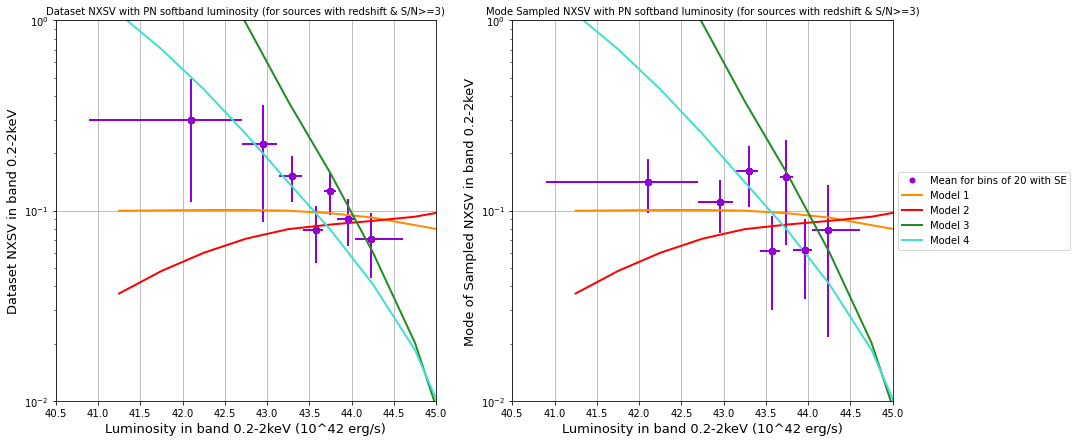 Dataset NXSV with PN softband luminosity (for sources with redshift & S/N>=3)
Dataset NXSV in band 0.2-2keV
10^0
10^-1
10^-2
40.5 41.0 41.5 42.0 42.5 43.0 43.5 44.0 44.5 45.0
Luminosity in band 0.2-2keV (10^42 erg/s)
Mode Sampled NXSV with PN softband luminosity (for sources with redshift & S/N>=3)
Mode of Sampled NXSV in band 0.2-2keV
10^0
10^-1
10^-2
40.5 41.0 41.5 42.0 42.5 43.0 43.5 44.0 44.5 45.0
Luminosity in band 0.2-2keV (10^42 erg/s)
Mean for bins of 20 with SE
Model 1
Model 2
Model 3
Model 4